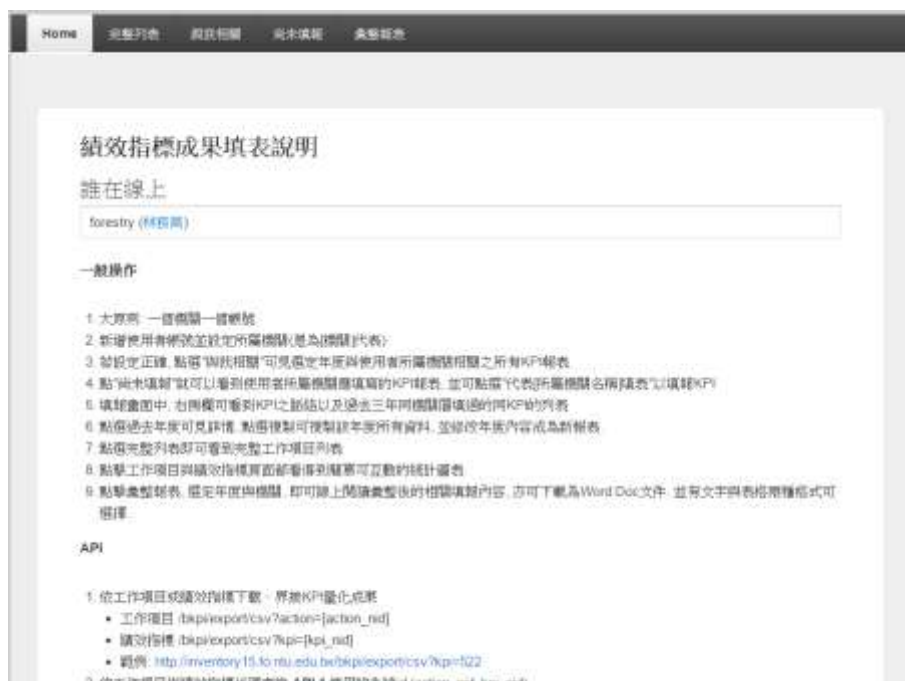 Home 完整列表 與我相關 尚未填報 彙整報表
績效指標成果填表說明
誰在線上
forestry (林務局)
一般操作
1. 大原則: 一個機關一個帳號
2. 新增使用者帳號並設定所屬機關(是為[機關]代表)
3. 若設定正確, 點選"與我相關"可見選定年度與使用者所屬機關相關之所有KPI報表
4. 點"尚未填報"就可以看到使用者所屬機關應填寫的KPI報表, 並可點選"代表[所屬機關名稱]填表"以填報KPI
5. 填報畫面中, 右側欄可看到KPI之脈絡以及過去三年同機關曾填過的同KPI的列表
6. 點選過去年度可見詳情, 點選複製可複製該年度所有資料, 並修改年度內容成為新報表
7. 點選完整列表即可看到完整工作項目列表
8. 點擊工作項目與績效指標頁面都看得到簡單可互動的統計圖表
9. 點擊彙整報表, 選定年度與機關, 即可線上閱讀彙整後的相關填報內容, 亦可下載為Word Doc文件, 並有文字與表格兩種格式可
選擇
API
1. 依工作項目或績效指標下載、界接KPI量化成果
• 工作項目 /bkpi/export/csv?action=[action_nid]
• 績效指標 /bkpi/export/csv?kpi=[kpi_nid]
• 範例: http://inventory15.fo.ntu.edu.tw/bkpi/export/csv?kpi=522